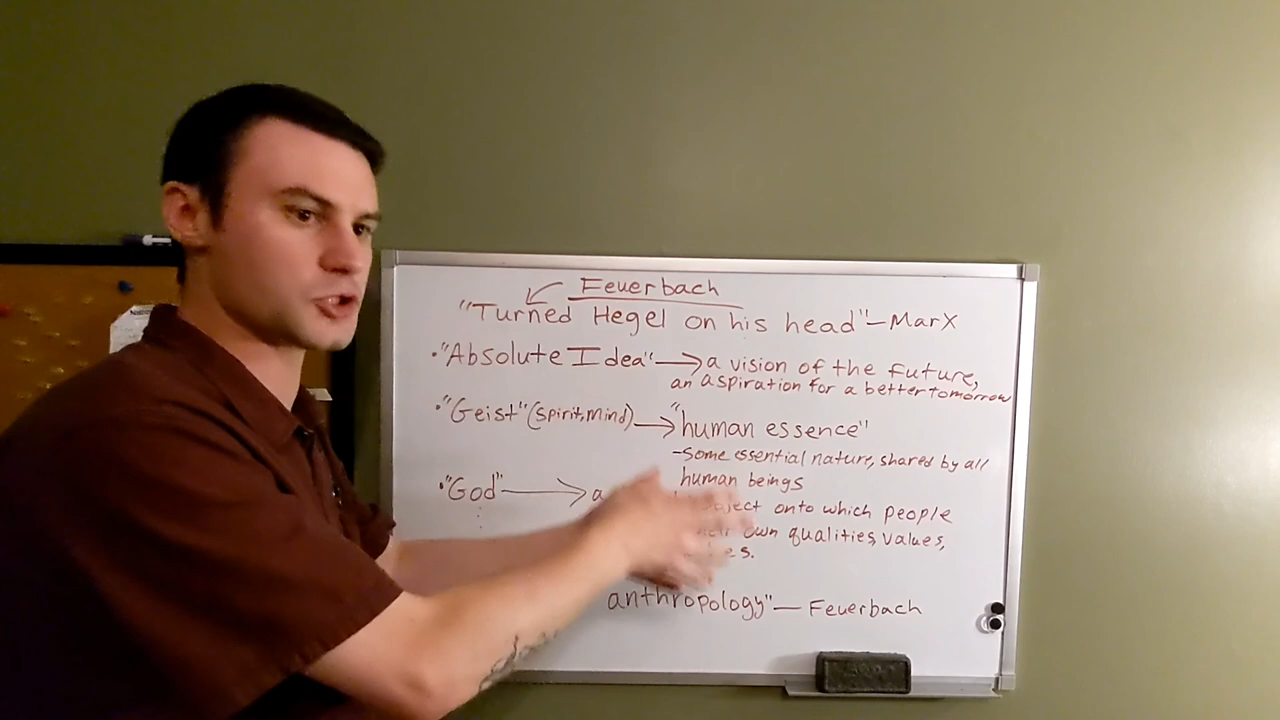 Feuerbach
"Turned Hegel on his head"—Marx
•"Absolute Idea"→a vision of the future,
an aspiration for a better tomorrow
•"Geist"(spirit, mind)→"human essence"
-some essential nature, shared by all
human beings
•"God"→a
onto which people
own qualities, values,
anthropology"—Feuerbach